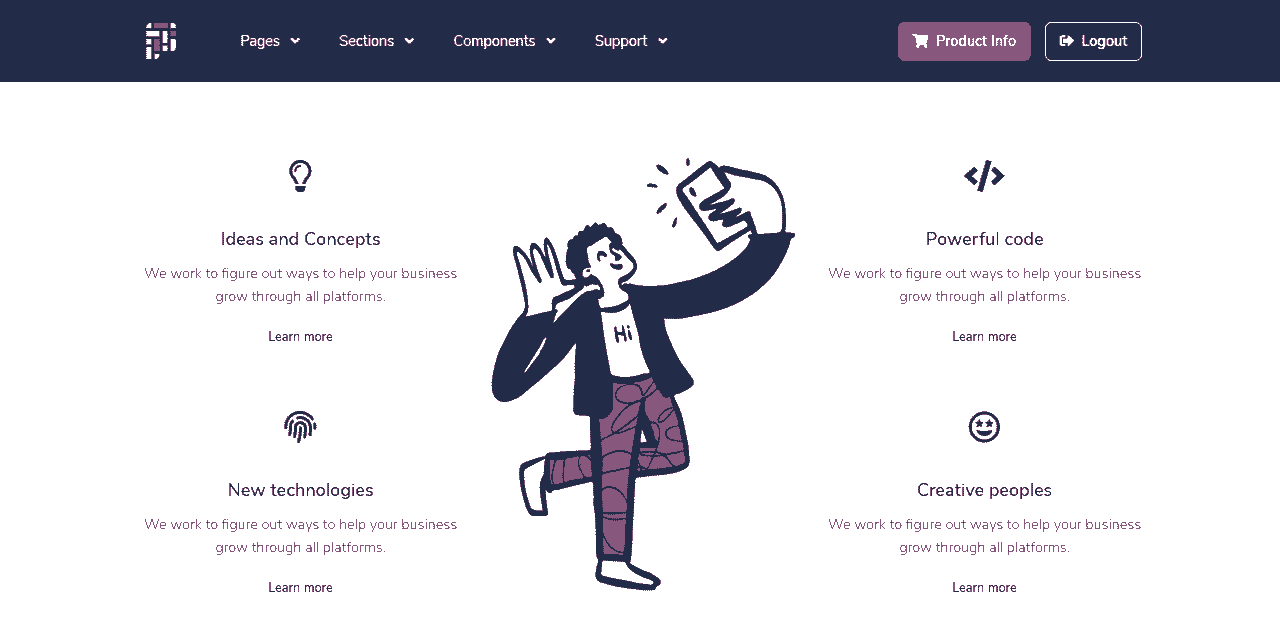 Pages
Sections
Components
Support
Product Info
Logout
Ideas and Concepts
We work to figure out ways to help your business
grow through all platforms.
Learn more
New technologies
We work to figure out ways to help your business
grow through all platforms.
Learn more
Hi
Powerful code
We work to figure out ways to help your business
grow through all platforms.
Learn more
Creative peoples
We work to figure out ways to help your business
grow through all platforms.
Learn more